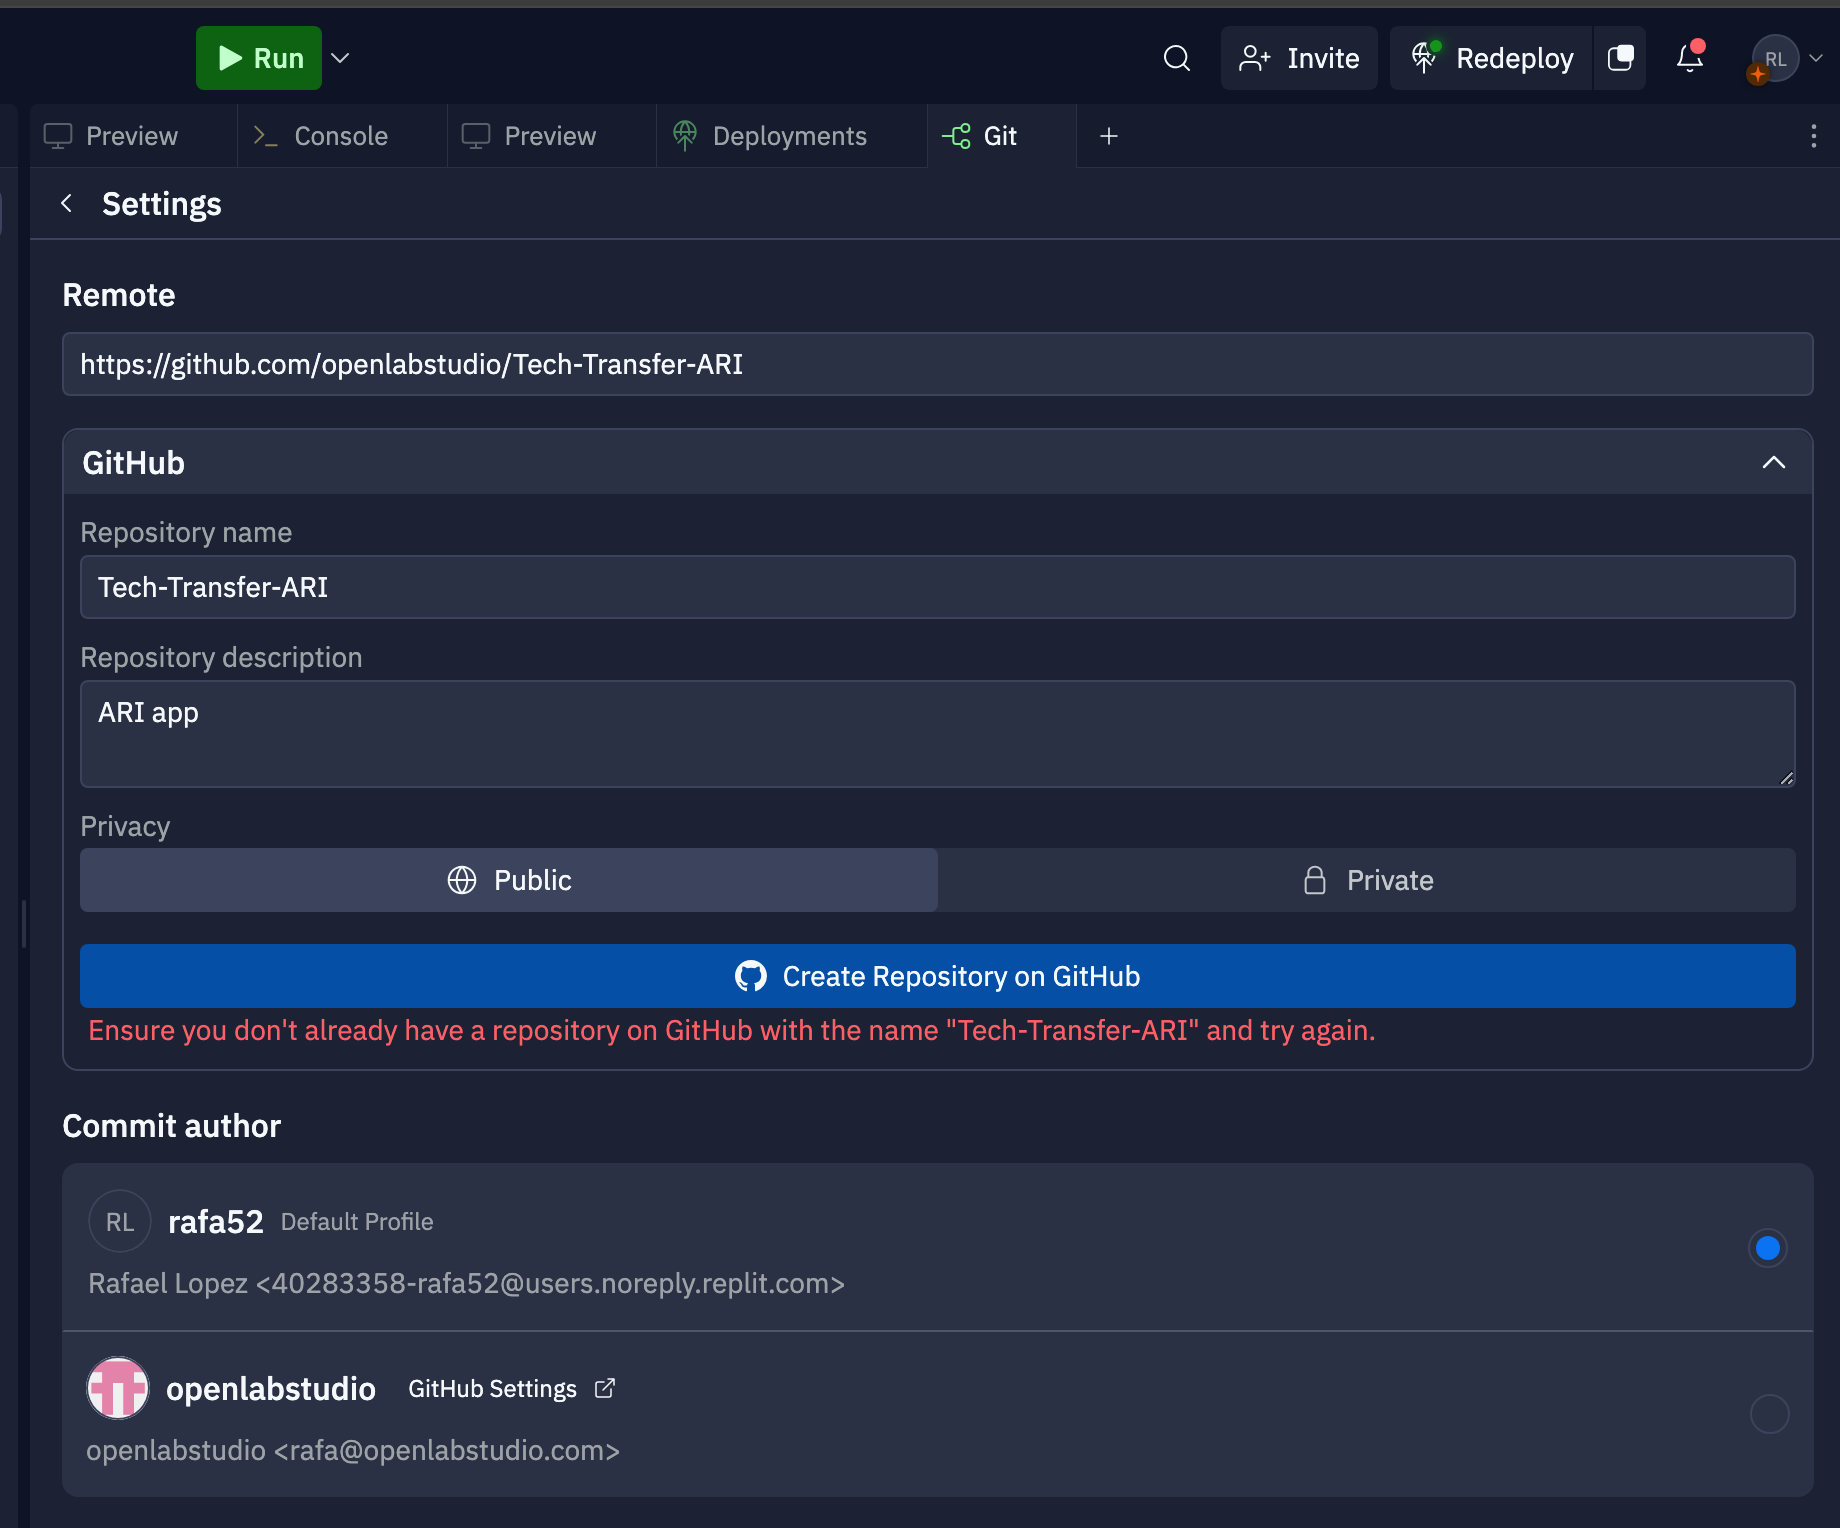 Run
Invite
Redeploy
RL
Preview
Console
Preview
Deployments
Git
Settings
Remote
https://github.com/openlabstudio/Tech-Transfer-ARI
GitHub
Repository name
Tech-Transfer-ARI
Repository description
ARI app
Privacy
Public
Private
Create Repository on GitHub
Ensure you don't already have a repository on GitHub with the name "Tech-Transfer-ARI" and try again.
Commit author
RL rafa52 Default Profile
Rafael Lopez <40283358-rafa52@users.noreply.replit.com>
openlabstudio GitHub Settings
openlabstudio <rafa@openlabstudio.com>